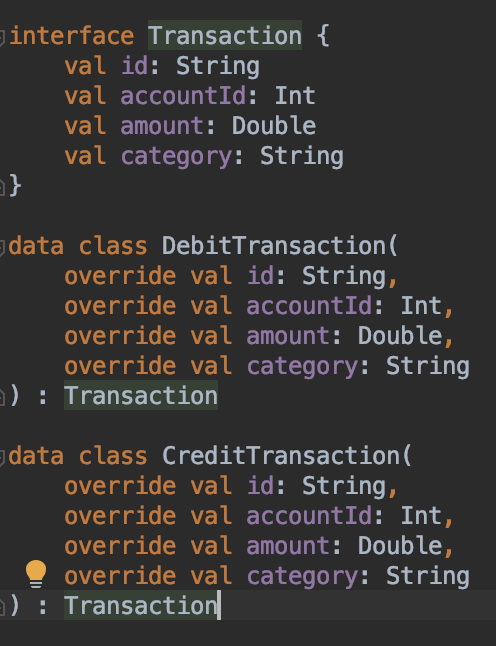 interface Transaction {
    val id: String
    val accountId: Int
    val amount: Double
    val category: String
}
data class DebitTransaction(
    override val id: String,
    override val accountId: Int,
    override val amount: Double,
    override val category: String
) : Transaction
data class CreditTransaction(
    override val id: String,
    override val accountId: Int,
    override val amount: Double,
    override val category: String
) : Transaction